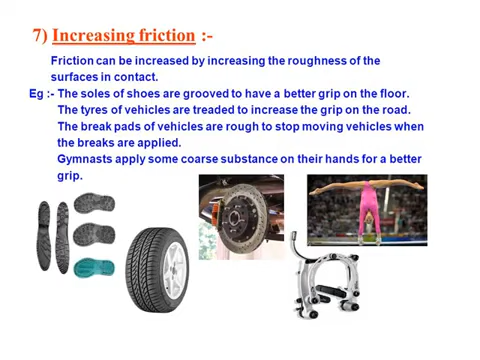 7) Increasing friction :-
Friction can be increased by increasing the roughness of the
surfaces in contact.
Eg :- The soles of shoes are grooved to have a better grip on the floor.
The tyres of vehicles are treaded to increase the grip on the road.
The break pads of vehicles are rough to stop moving vehicles when
the breaks are applied.
Gymnasts apply some coarse substance on their hands for a better
grip.